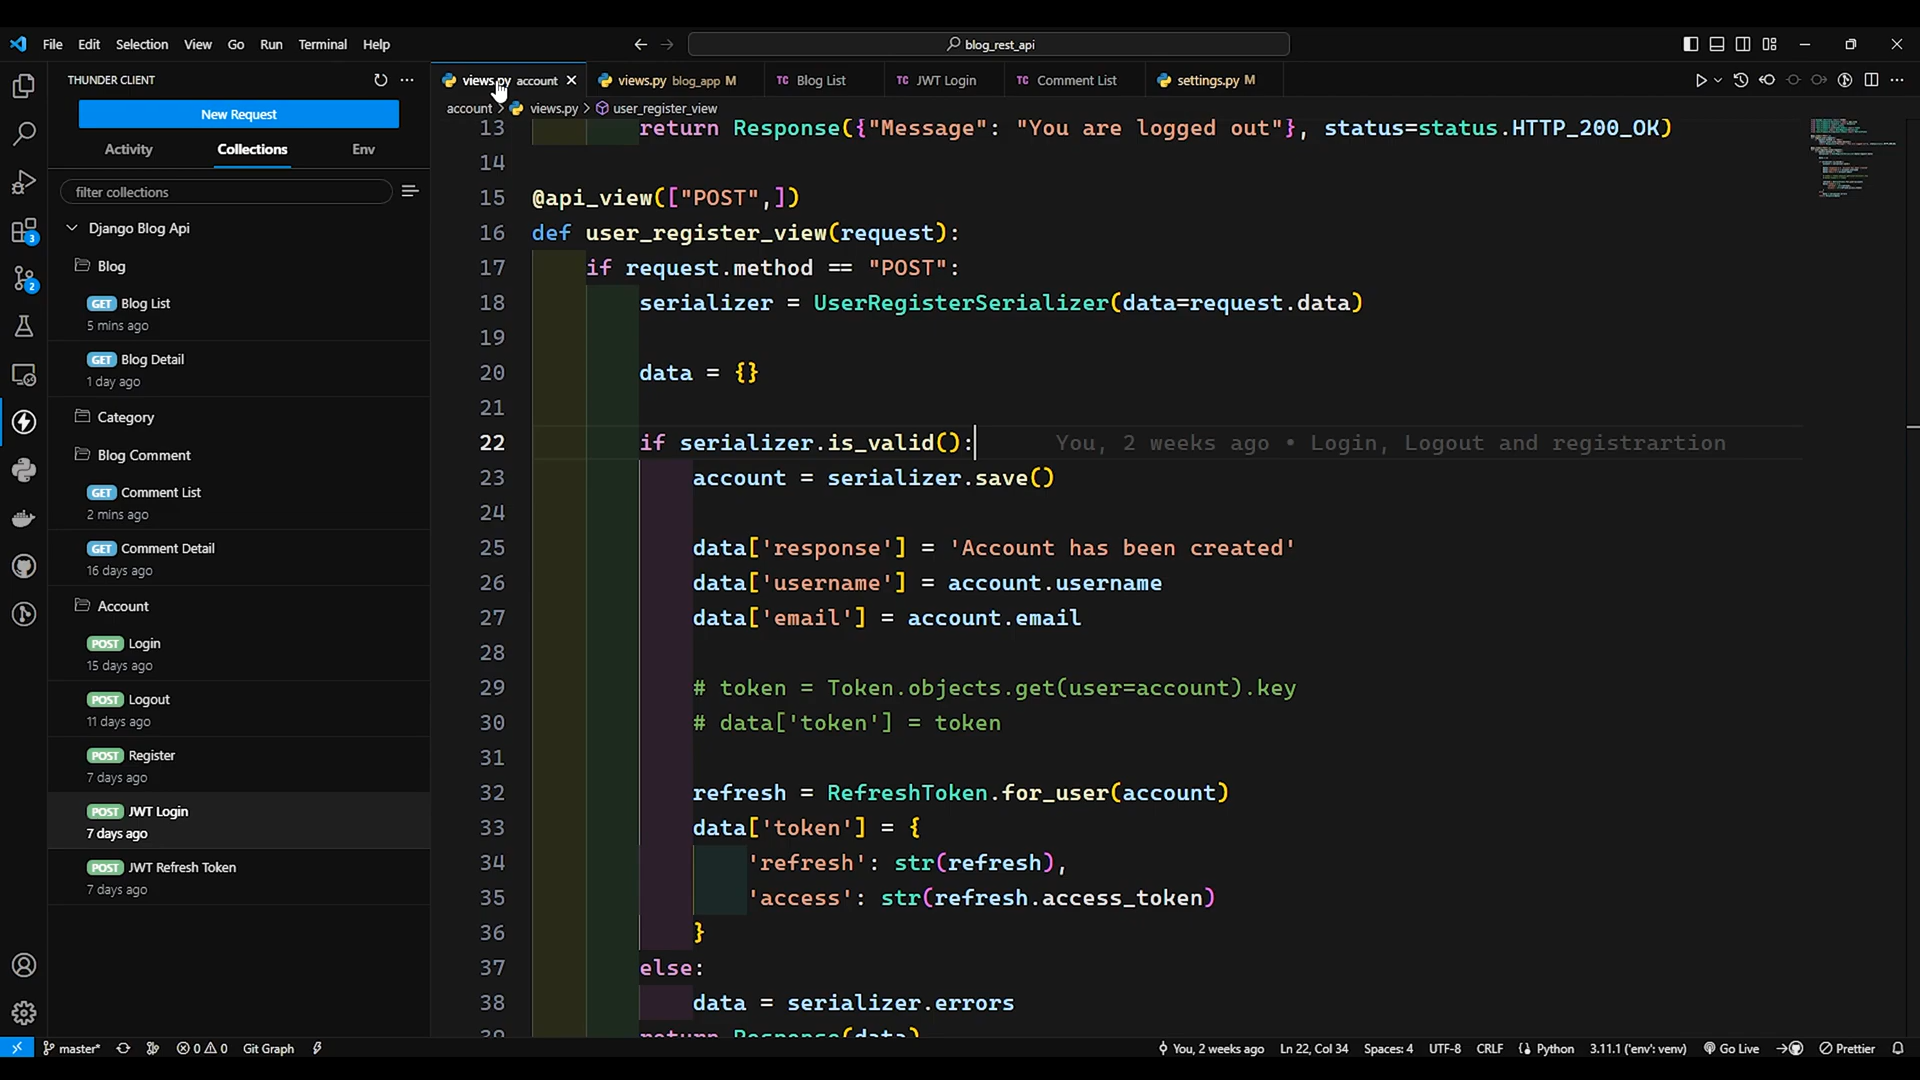 File Edit Selection View Go Run Terminal Help
blog_rest_api
THUNDER CLIENT
New Request
Activity Collections Env
filter collections
Django Blog Api
Blog
GET Blog List
5 mins ago
GET Blog Detail
1 day ago
Category
Blog Comment
GET Comment List
2 mins ago
GET Comment Detail
16 days ago
Account
POST Login
15 days ago
POST Logout
11 days ago
POST Register
7 days ago
POST JWT Login
7 days ago
POST JWT Refresh Token
7 days ago
3
2
views.py account views.py blog_app M TC Blog List TC JWT Login TC Comment List settings.py M
account > views.py > user_register_view
13 return Response({"Message": "You are logged out"}, status=status.HTTP_200_OK)
14
15 @api_view(["POST",])
16 def user_register_view(request):
17 if request.method == "POST":
18 serializer = UserRegisterSerializer(data=request.data)
19
20 data = {}
21
22 if serializer.is_valid(): You, 2 weeks ago • Login, Logout and registrartion
23 account = serializer.save()
24
25 data['response'] = 'Account has been created'
26 data['username'] = account.username
27 data['email'] = account.email
28
29 # token = Token.objects.get(user=account).key
30 # data['token'] = token
31
32 refresh = RefreshToken.for_user(account)
33 data['token'] = {
34 'refresh': str(refresh),
35 'access': str(refresh.access_token)
36 }
37 else:
38 data = serializer.errors
39 return Response(data)
master* 0 0 Git Graph You, 2 weeks ago Ln 22, Col 34 Spaces: 4 UTF-8 CRLF Python 3.11.1 ('env': venv) Go Live Prettier